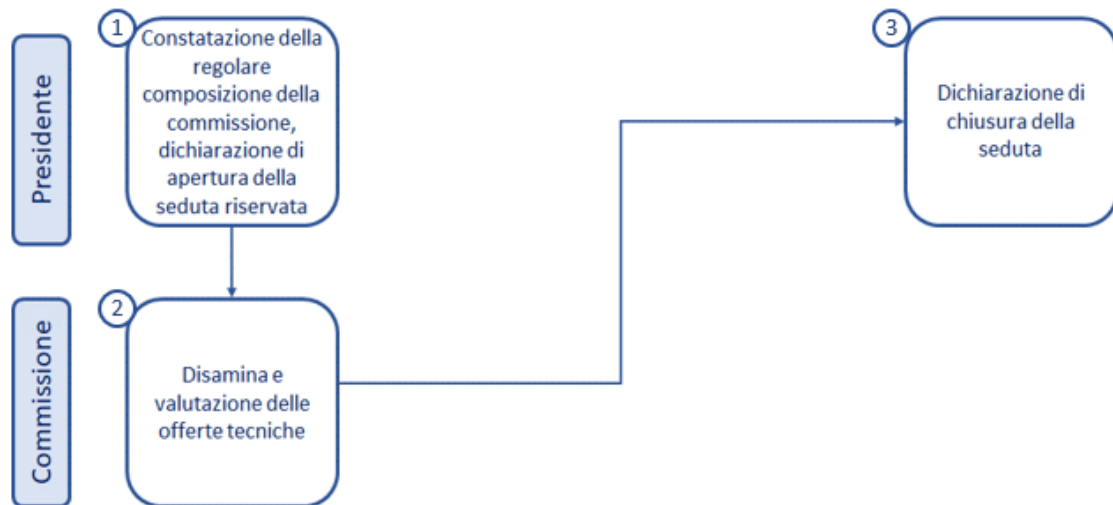 Presidente
1
Constatazione della
regolare
composizione della
commissione,
dichiarazione di
apertura della
seduta riservata
3
Dichiarazione di
chiusura della
seduta
Commissione
2
Disamina e
valutazione delle
offerte tecniche